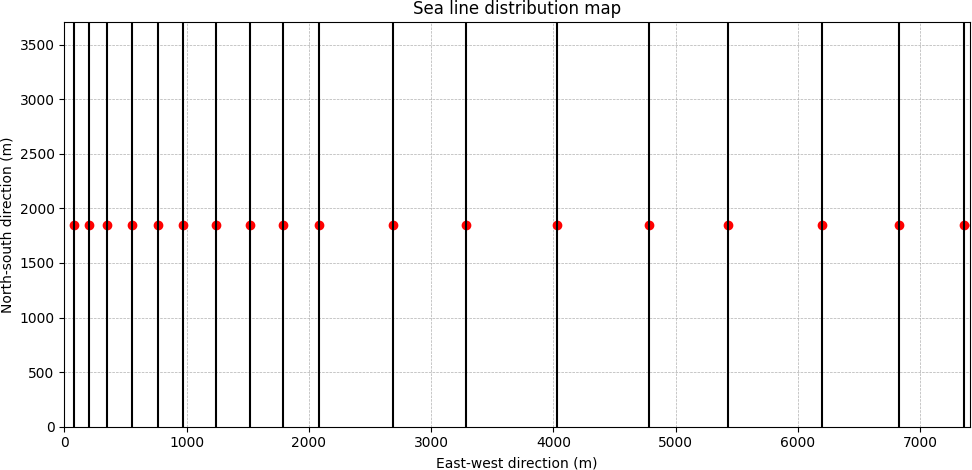 Sea line distribution map
North-south direction (m)
3500
3000
2500
2000
1500
1000
500
0
0 1000 2000 3000 4000 5000 6000 7000
East-west direction (m)